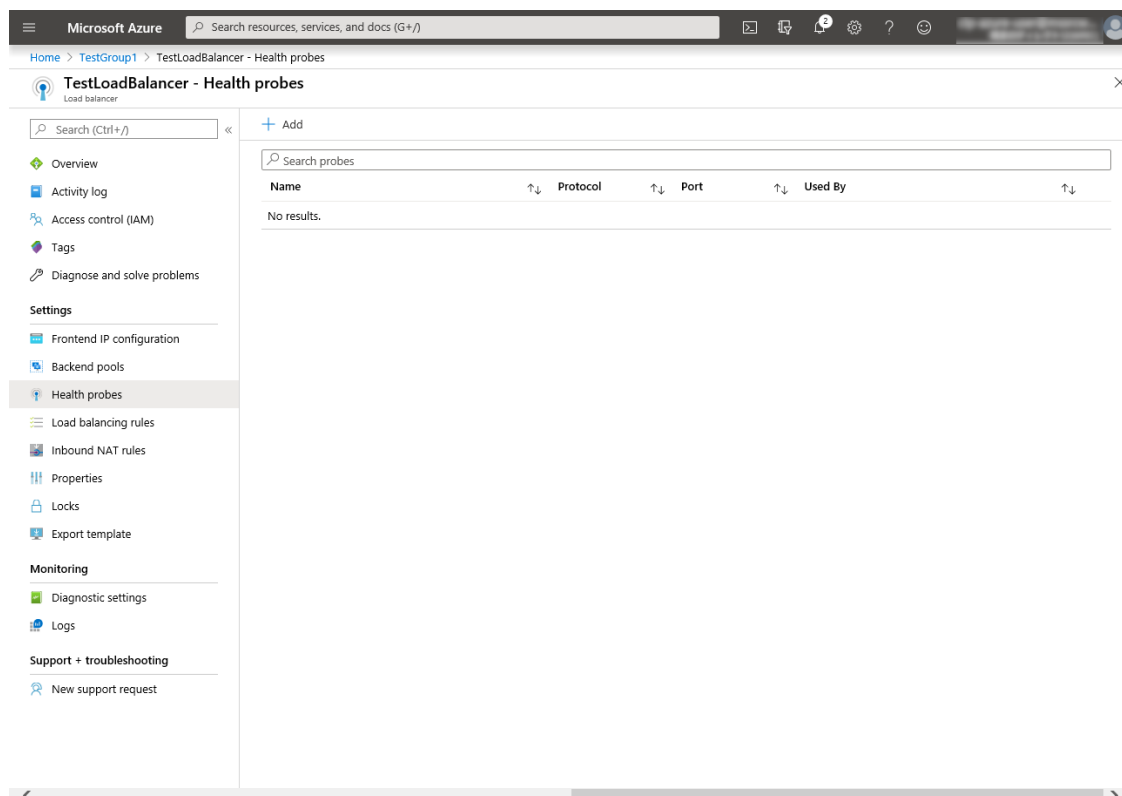 Microsoft Azure
Search resources, services, and docs (G+/)
2
Home > TestGroup1 > TestLoadBalancer - Health probes
TestLoadBalancer - Health probes
Load balancer
Search (Ctrl+/)
Add
Search probes
Name Protocol Port Used By
No results.
Overview
Activity log
Access control (IAM)
Tags
Diagnose and solve problems
Settings
Frontend IP configuration
Backend pools
Health probes
Load balancing rules
Inbound NAT rules
Properties
Locks
Export template
Monitoring
Diagnostic settings
Logs
Support + troubleshooting
New support request